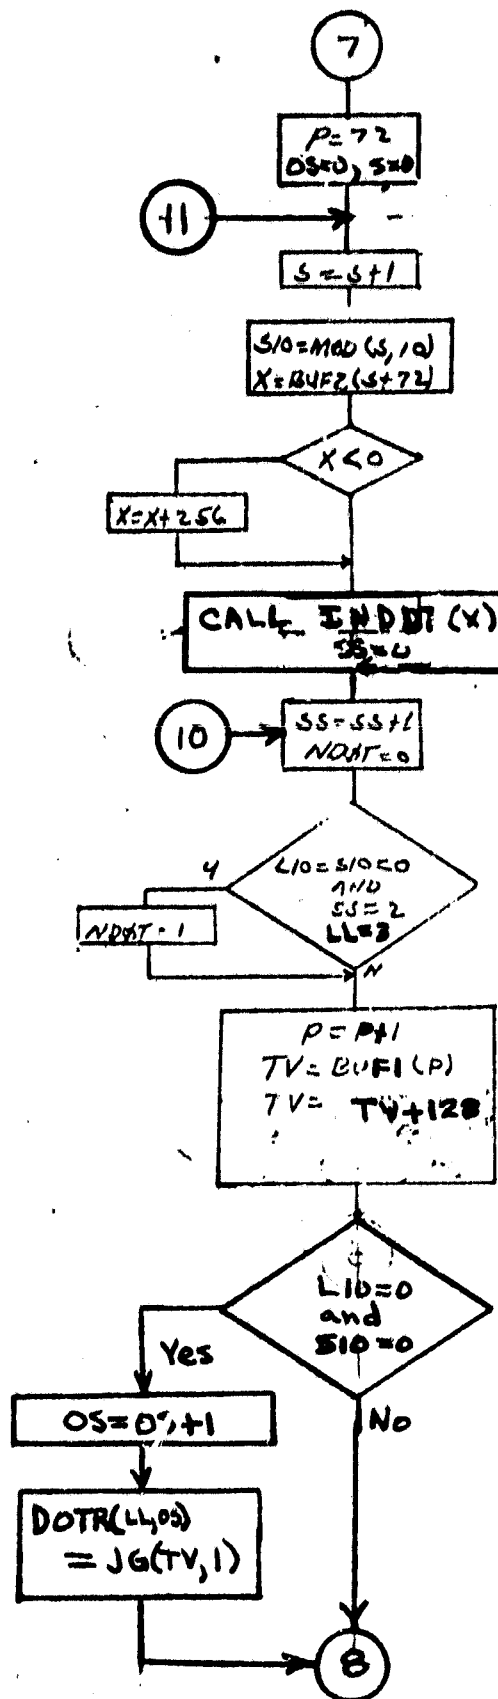 7
P=72
OS=0, S=0
11
S=S+1
S10=MOD(S,10)
X=BUF2(S+72)
X<0
X=X+256
CALL INDDT(X)
SS=0
10
SS=SS+1
NDØT=0
Y
L10=S10=0
AND
SS=2
LL=3
NDØT=1
N
P=P+1
TV=BUF1(P)
TV= TV+128
L10=0
and
S10=0
Yes
No
OS=OS+1
DOTR(LL,OS)
=JG(TV,1)
8